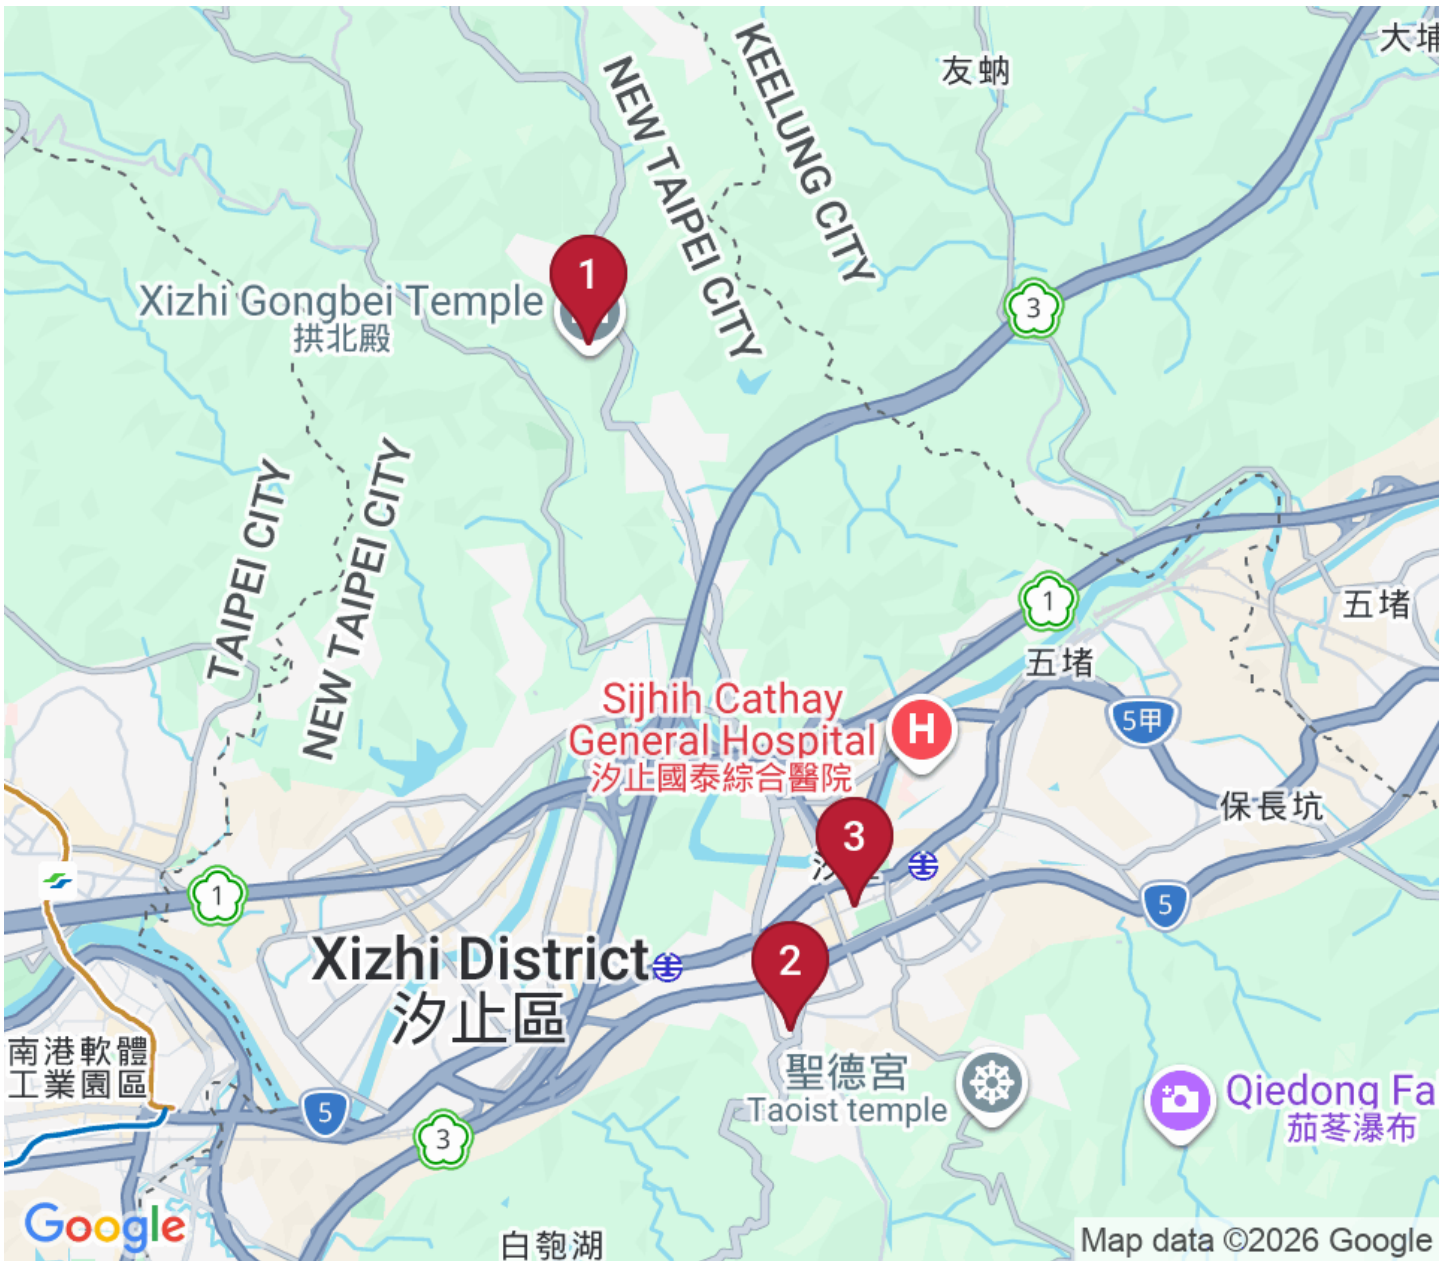 大埔
友蚋
KEELUNG CITY
NEW TAIPEI CITY
1
Xizhi Gongbei Temple
拱北殿
3
TAIPEI CITY
NEW TAIPEI CITY
1
五堵
五堵
Sijhih Cathay
General Hospital
汐止國泰綜合醫院
H
5甲
保長坑
3
1
5
2
Xizhi District
汐止區
南港軟體
工業園區
聖德宮
Taoist temple
Qiedong Fa
茄苳瀑布
5
3
白匏湖
Google
Map data ©2026 Google